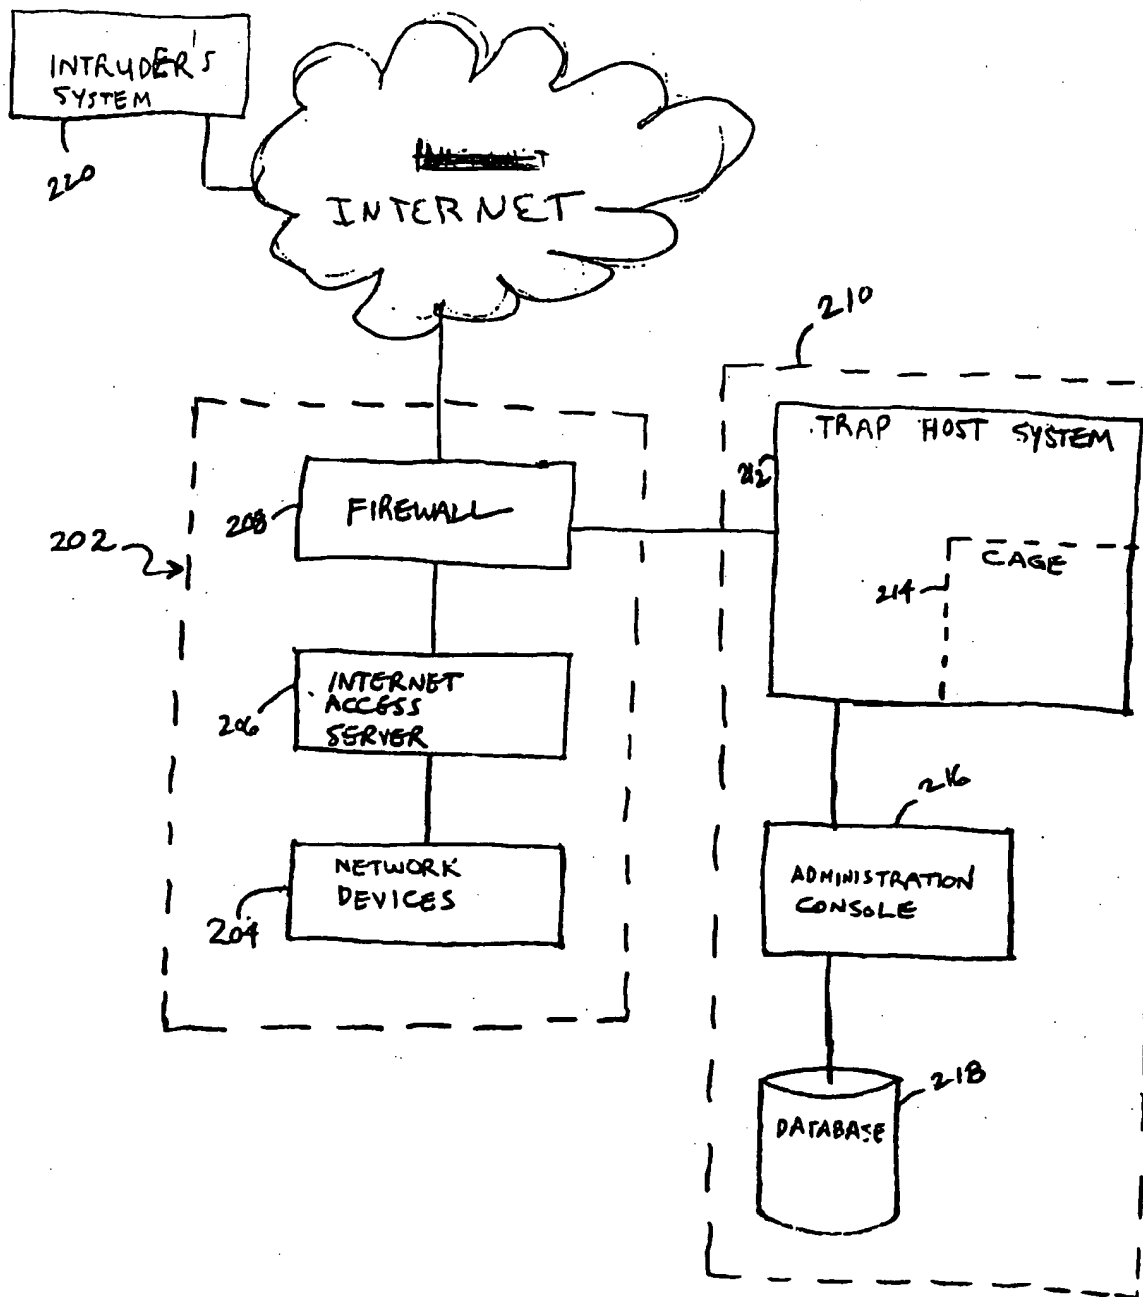 INTRUDER'S
SYSTEM
220
INTERNET
210
TRAP HOST SYSTEM
212
CAGE
214
FIREWALL
208
202
INTERNET
ACCESS
SERVER
206
216
ADMINISTRATION
CONSOLE
NETWORK
DEVICES
204
218
DATABASE